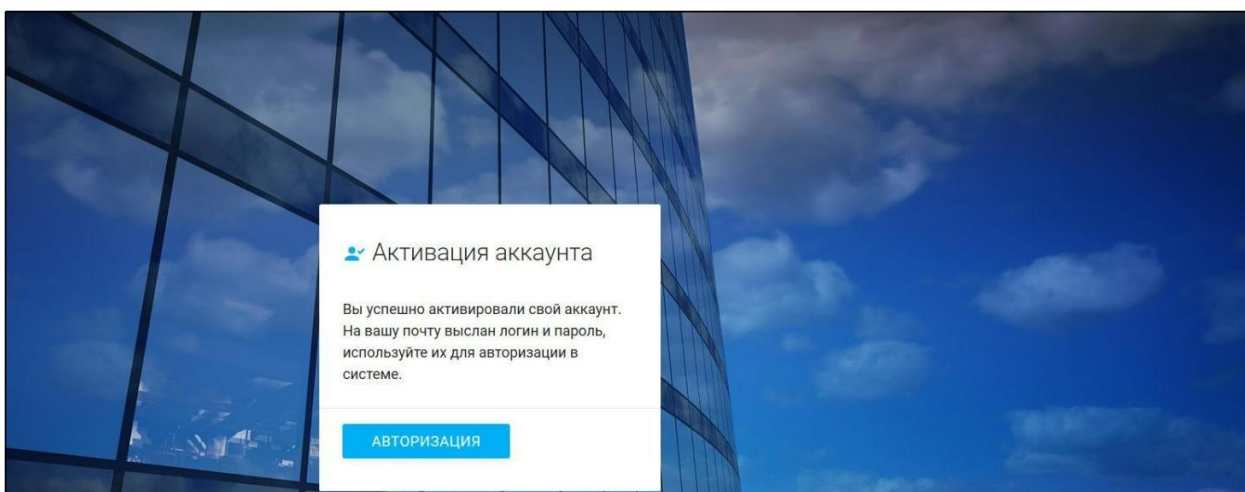 Активация аккаунта
Вы успешно активировали свой аккаунт.
На вашу почту выслан логин и пароль,
используйте их для авторизации в
системе.
АВТОРИЗАЦИЯ